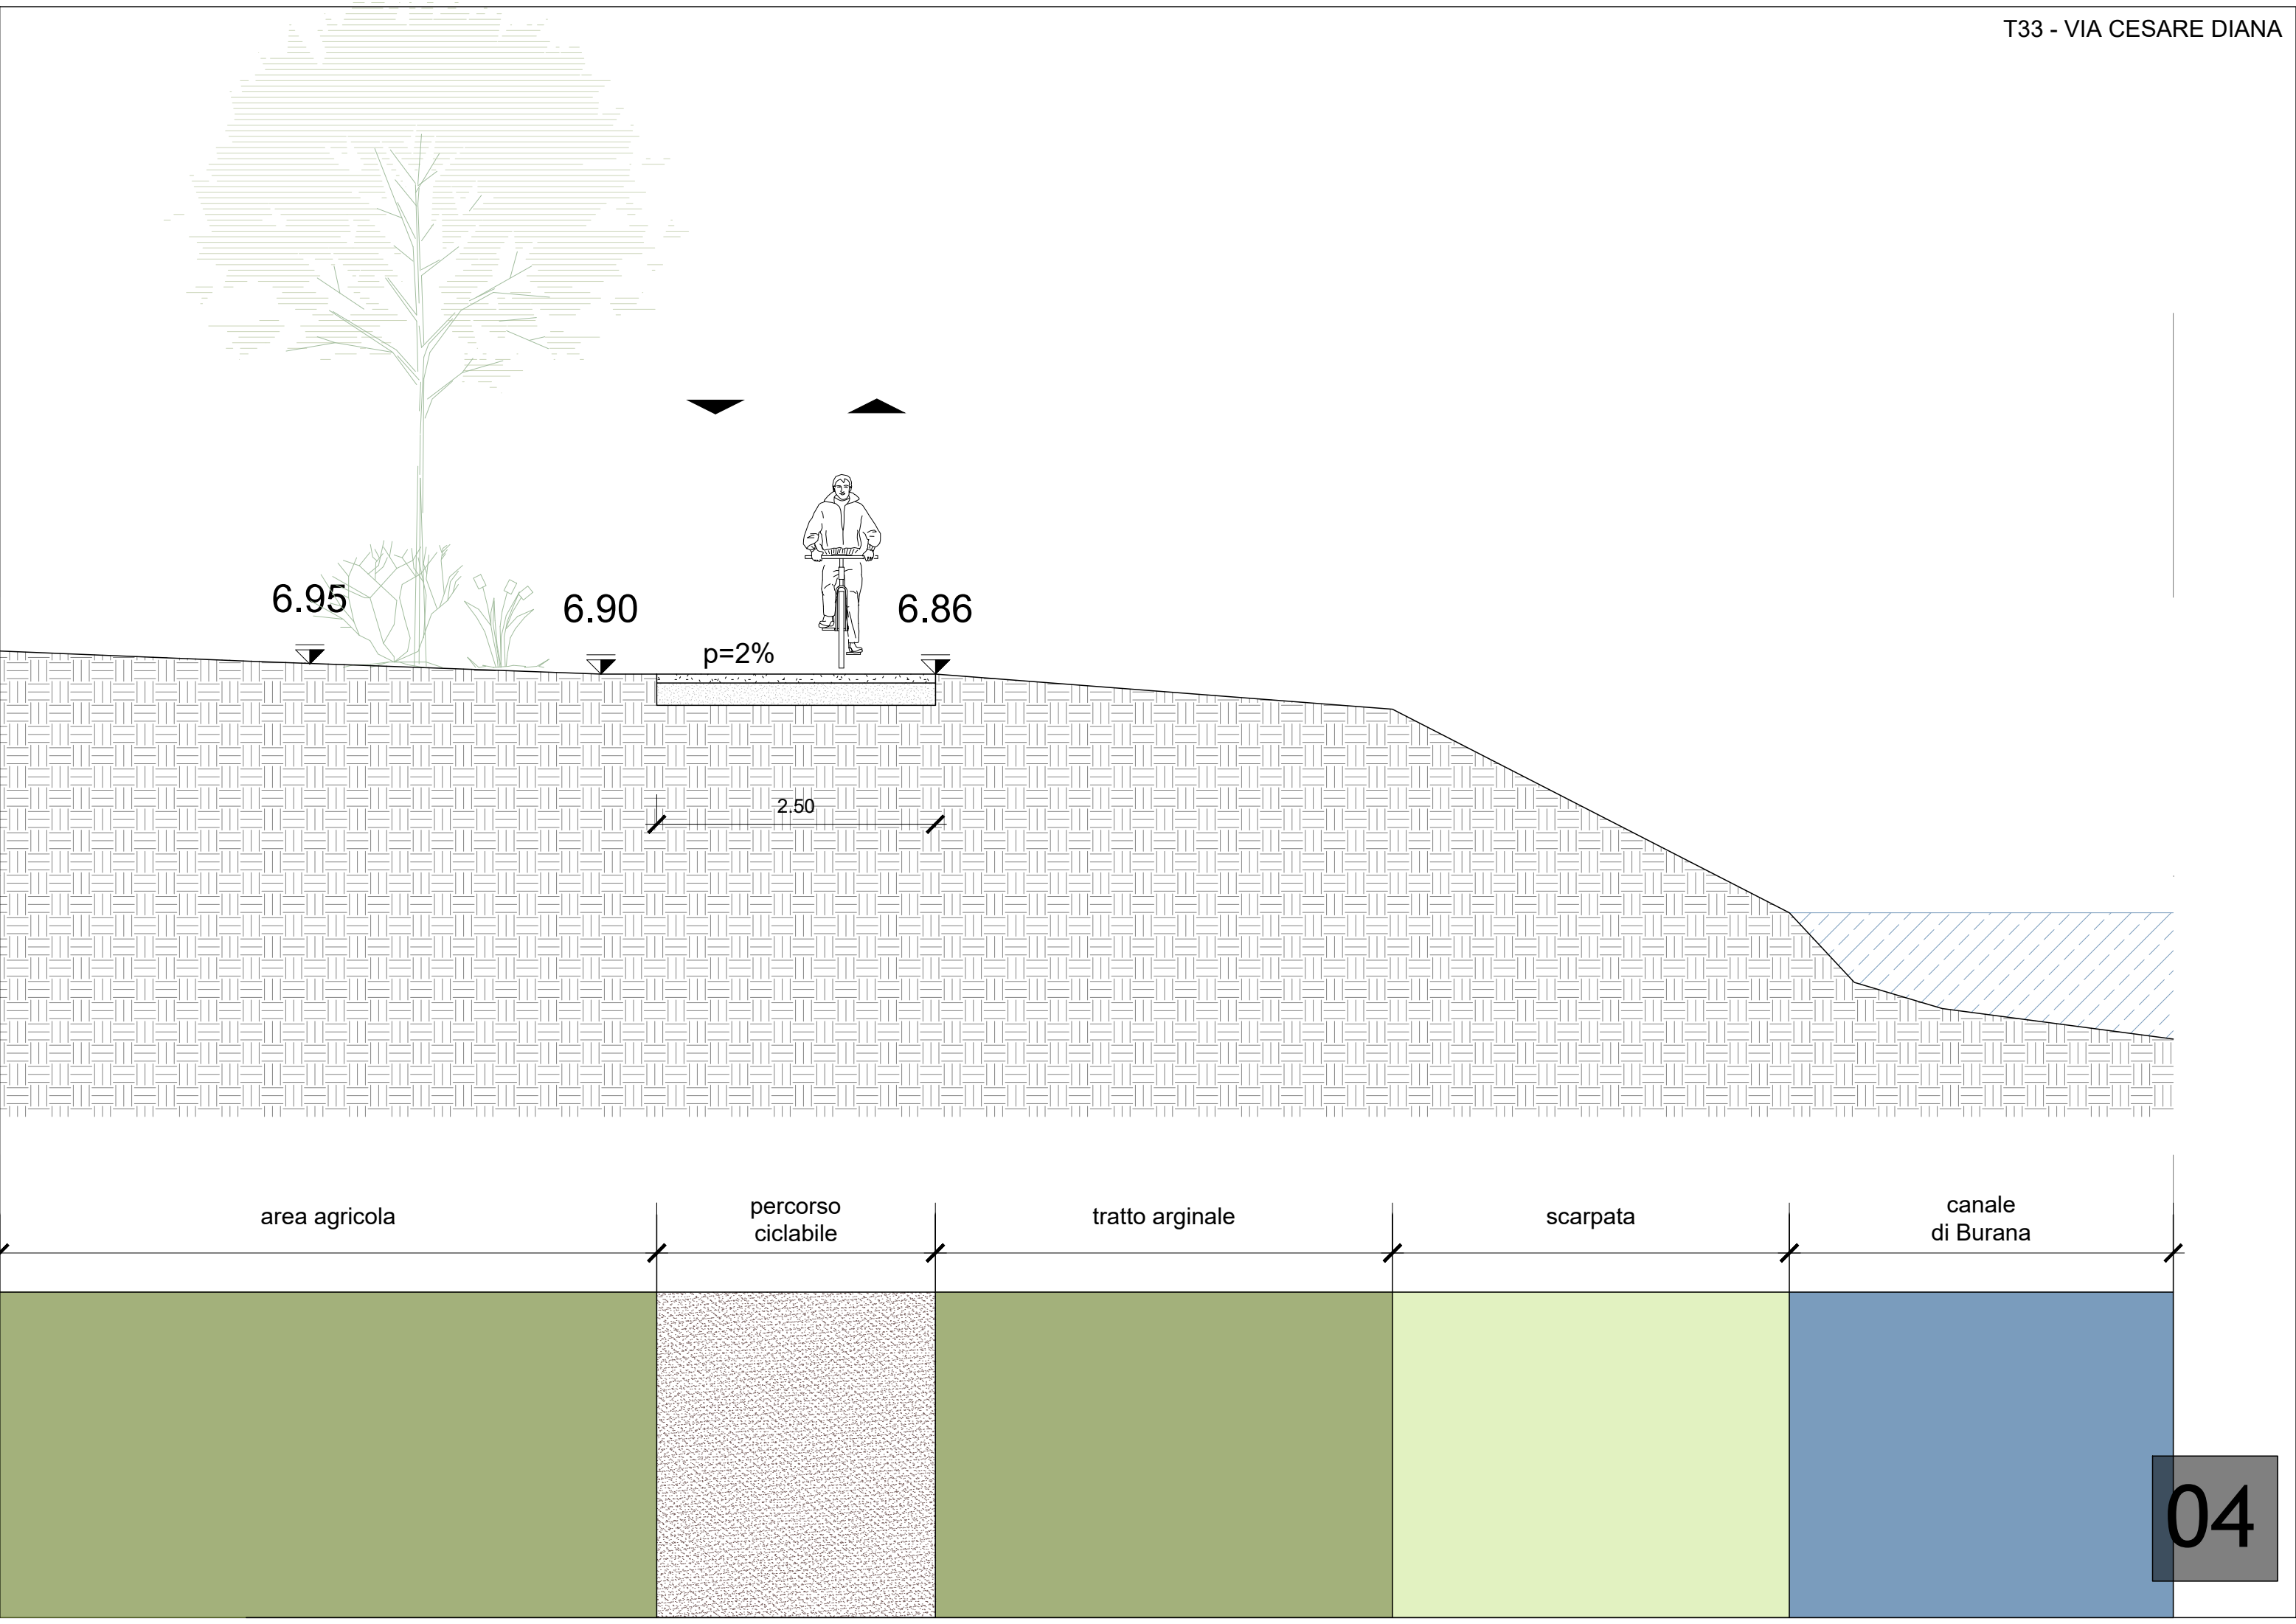 T33 - VIA CESARE DIANA
6.95
6.90
6.86
p=2%
2.50
area agricola
percorso
ciclabile
tratto arginale
scarpata
canale
di Burana
04